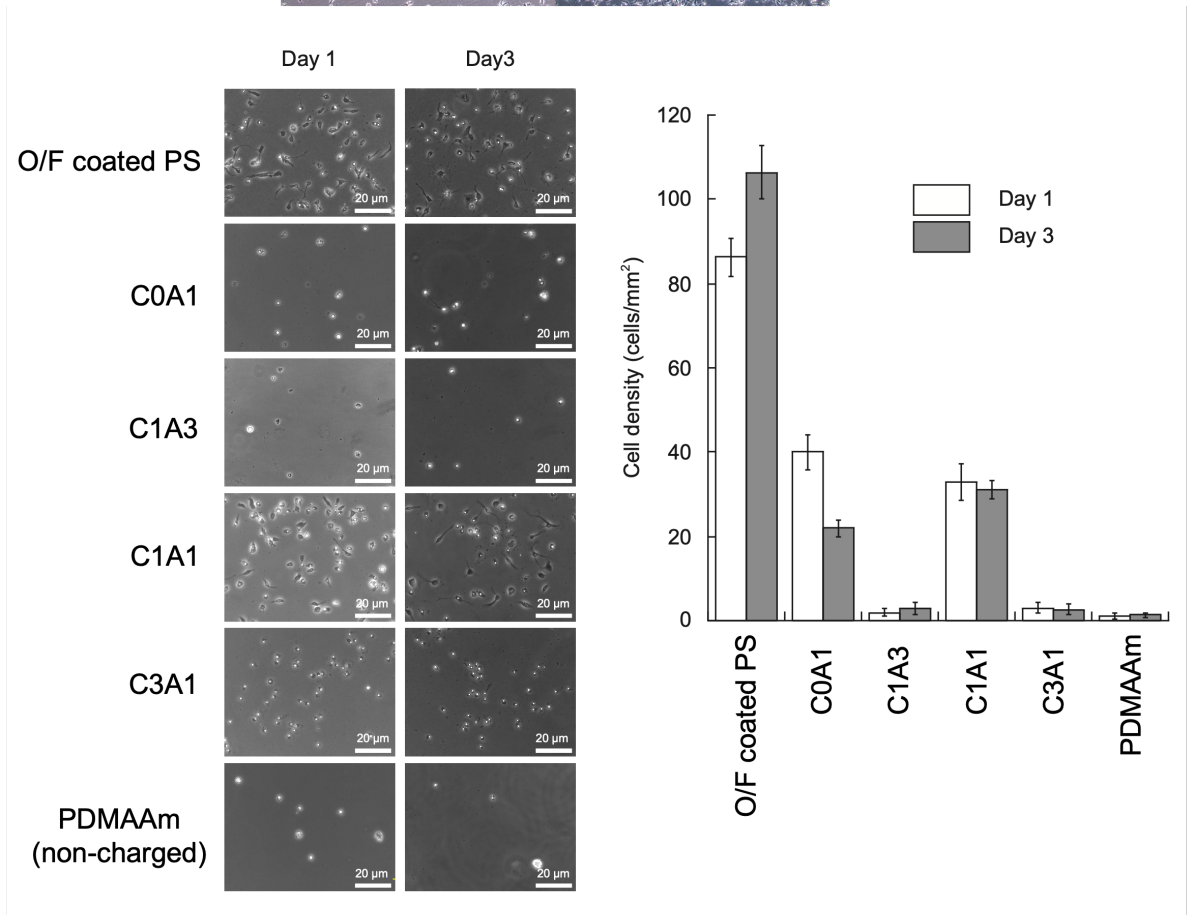 Day 1
Day3
O/F coated PS
20 µm
20 µm
C0A1
20 µm
20 µm
C1A3
20 µm
20 µm
C1A1
20 µm
20 µm
C3A1
20 µm
20 µm
PDMAAm
(non-charged)
20 µm
20 µm
Cell density (cells/mm²)
120
100
80
60
40
20
0
Day 1
Day 3
O/F coated PS
C0A1
C1A3
C1A1
C3A1
PDMAAm